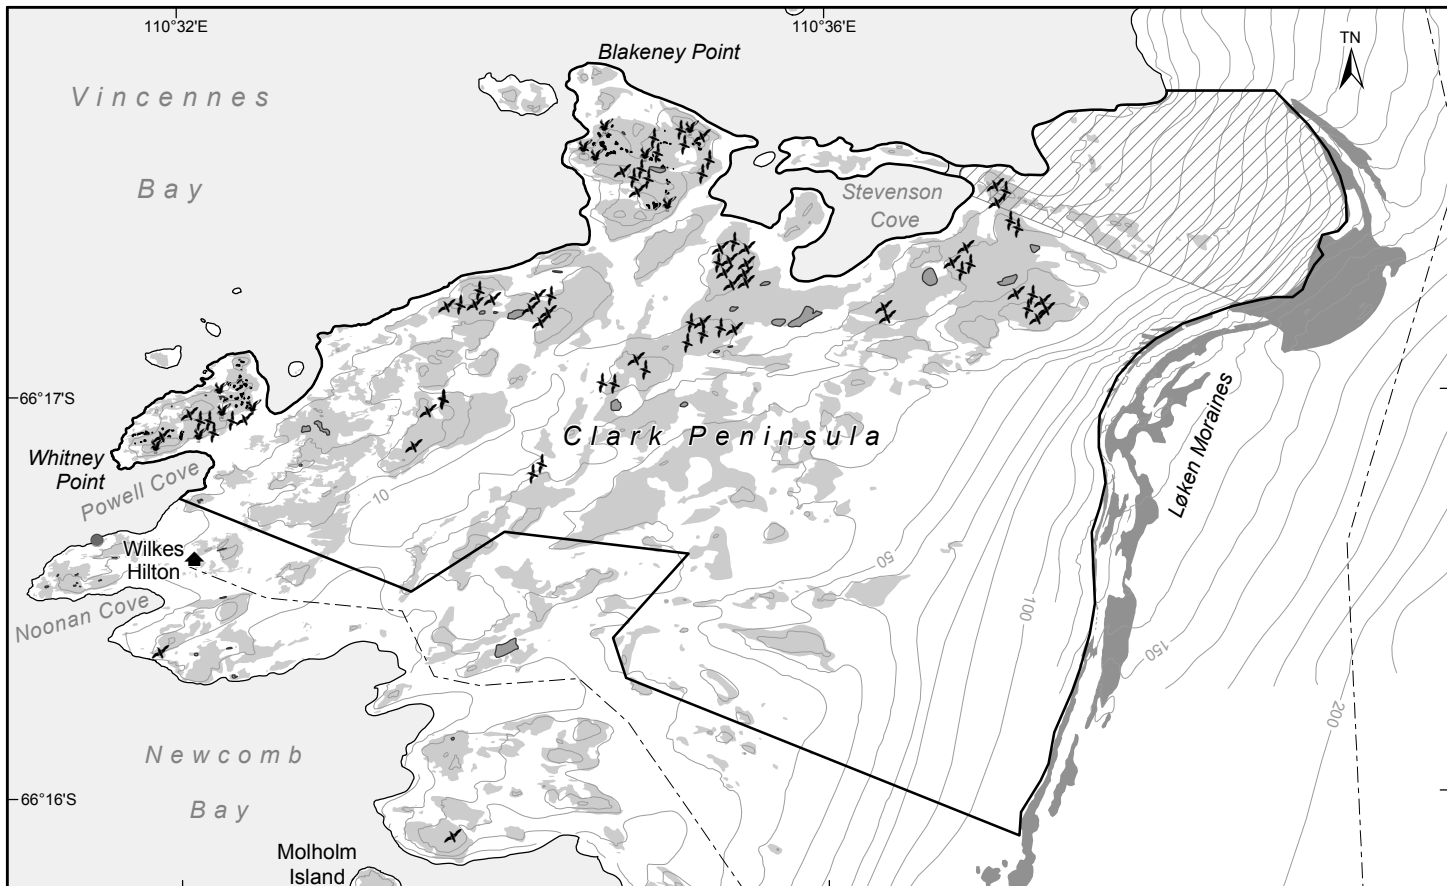 110°32'E
110°36'E
TN
Blakeney Point
Vincennes
Bay
Stevenson
Cove
66°17'S
Clark Peninsula
Løken Moraines
Whitney
Point
Powell Cove
10
Wilkes
Hilton
50
Noonan Cove
100
150
200
Newcomb
Bay
66°16'S
Molholm
Island